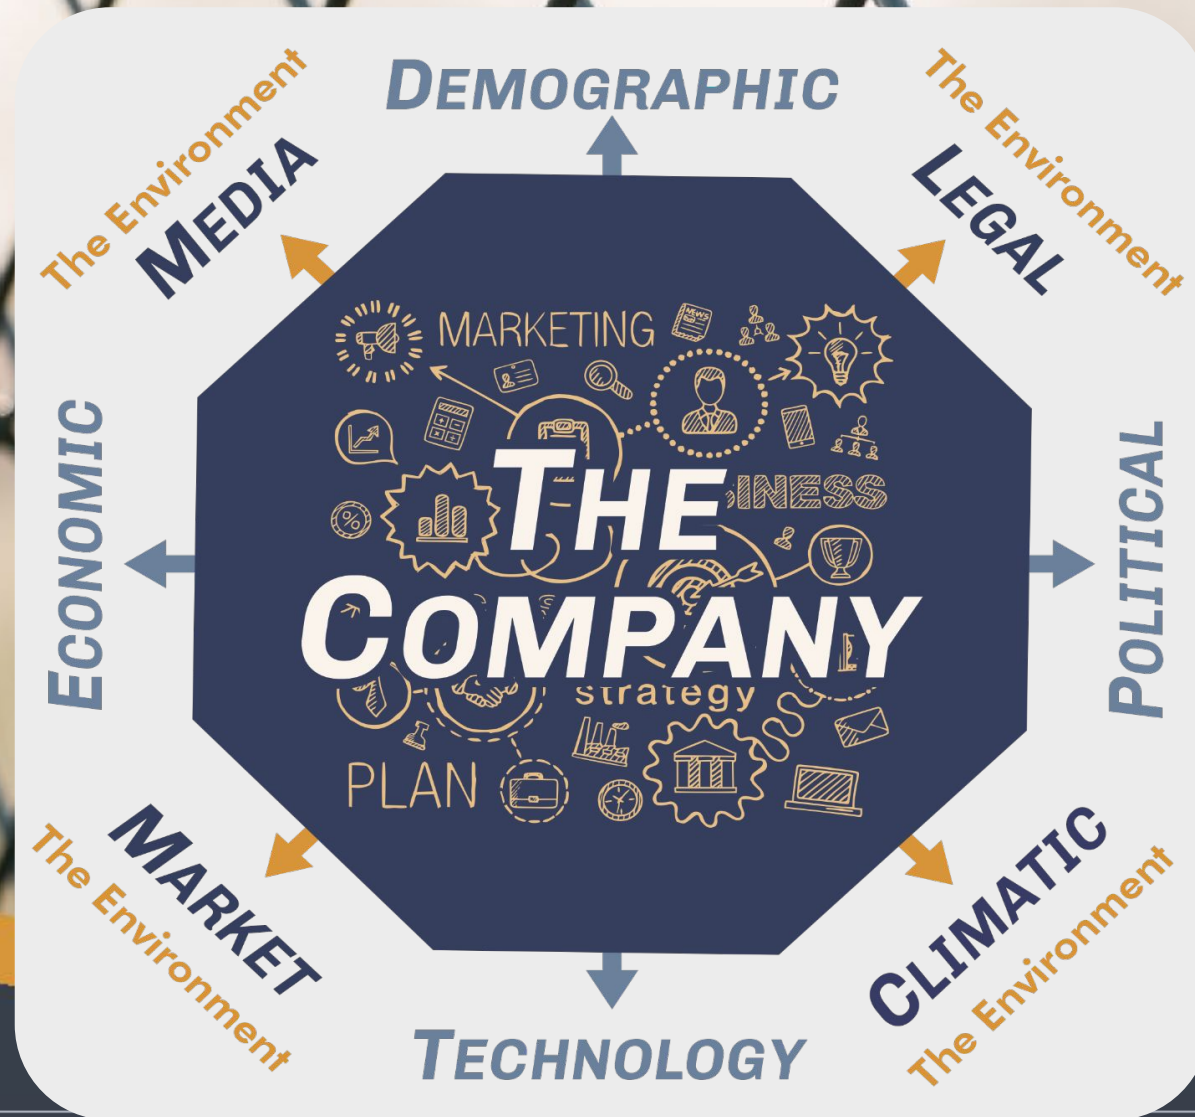 DEMOGRAPHIC
The Environment
MEDIA
The Environment
LEGAL
MARKETING
NEWS
ECONOMIC
POLITICAL
%
INESS
THE
COMPANY
strategy
PLAN
MARKET
The Environment
CLIMATIC
The Environment
TECHNOLOGY